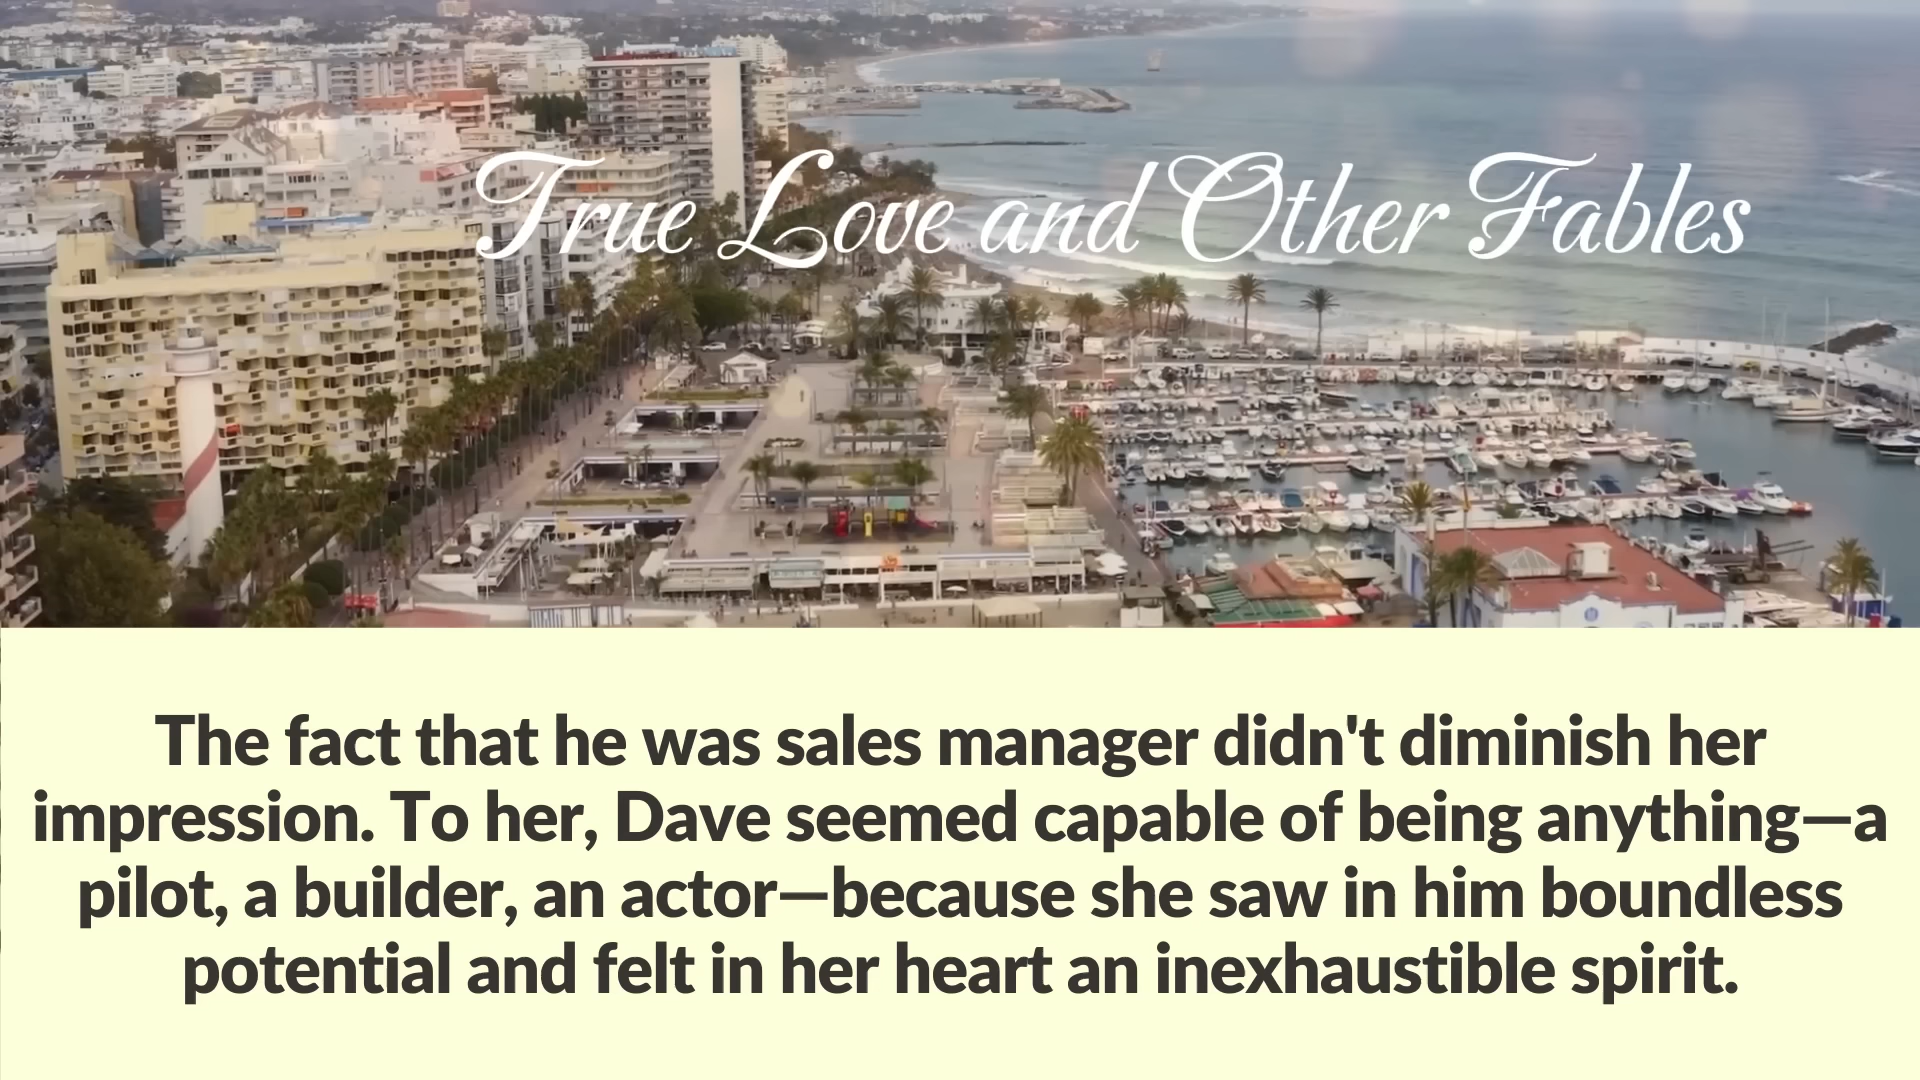 True Love and Other Fables
The fact that he was sales manager didn't diminish her
impression. To her, Dave seemed capable of being anything—a
pilot, a builder, an actor—because she saw in him boundless
potential and felt in her heart an inexhaustible spirit.